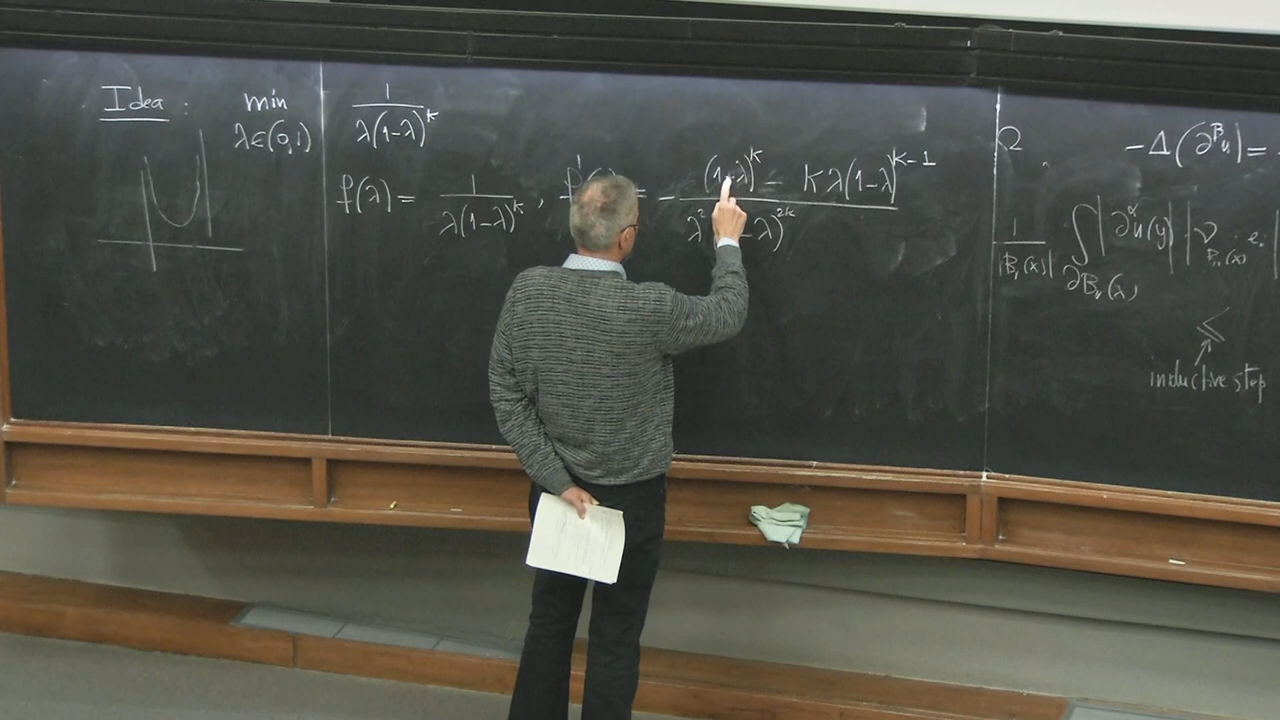 Idea : min 1/λ(1-λ)^k
λ∈(0,1)
f(λ) = 1/λ(1-λ)^k , = - (1-λ)^k - kλ(1-λ)^{k-1} / λ²
Ω -Δ(∂^β u) =
1/|B_r(x)| ∫_{∂B_r(x)} |∂^α u(y)|
≤
inductive step